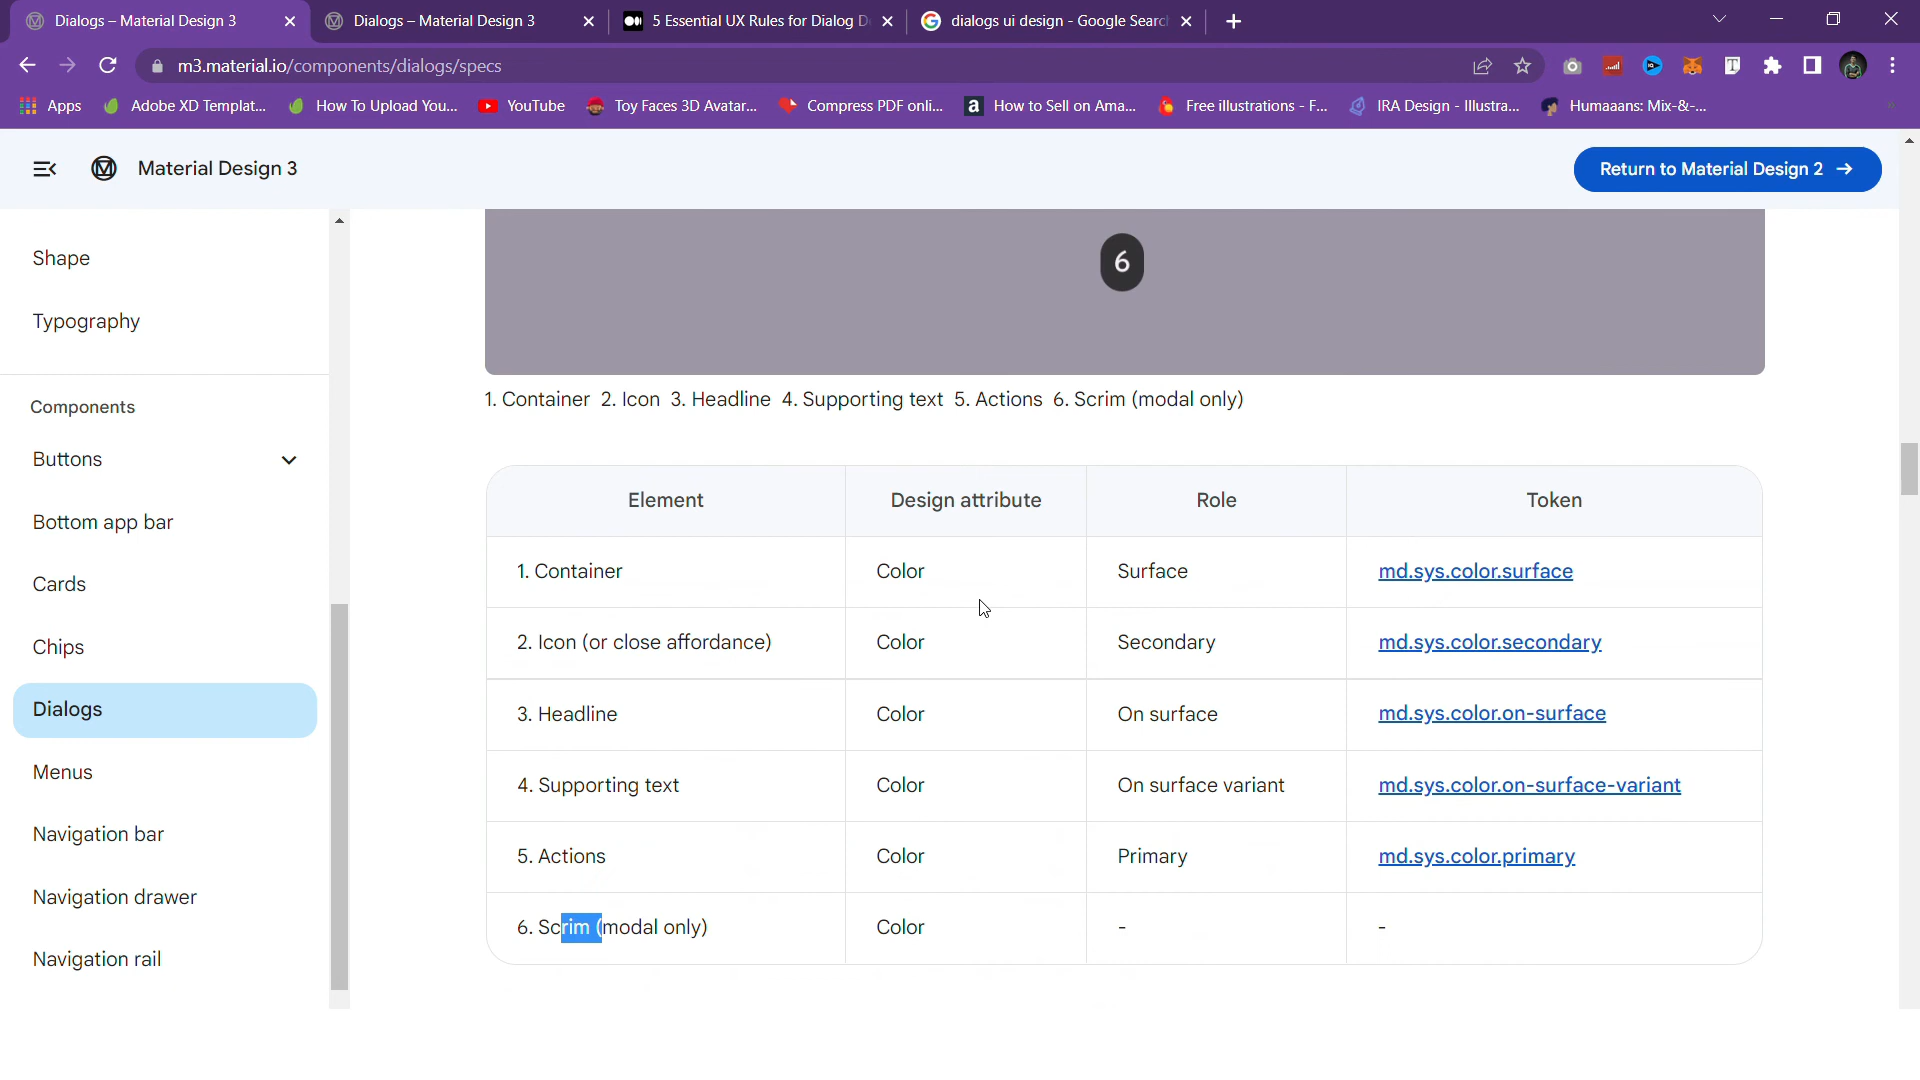 Dialogs – Material Design 3
Dialogs – Material Design 3
5 Essential UX Rules for Dialog D
dialogs ui design - Google Search
m3.material.io/components/dialogs/specs
Apps
Adobe XD Templat...
How To Upload You...
YouTube
Toy Faces 3D Avatar...
Compress PDF onli...
How to Sell on Ama...
Free illustrations - F...
IRA Design - Illustra...
Humaaans: Mix-&-...
Material Design 3
Return to Material Design 2
Shape
Typography
Components
Buttons
Bottom app bar
Cards
Chips
Dialogs
Menus
Navigation bar
Navigation drawer
Navigation rail
6
1. Container 2. Icon 3. Headline 4. Supporting text 5. Actions 6. Scrim (modal only)
Element Design attribute Role Token
1. Container Color Surface md.sys.color.surface
2. Icon (or close affordance) Color Secondary md.sys.color.secondary
3. Headline Color On surface md.sys.color.on-surface
4. Supporting text Color On surface variant md.sys.color.on-surface-variant
5. Actions Color Primary md.sys.color.primary
6. Scrim (modal only) Color - -